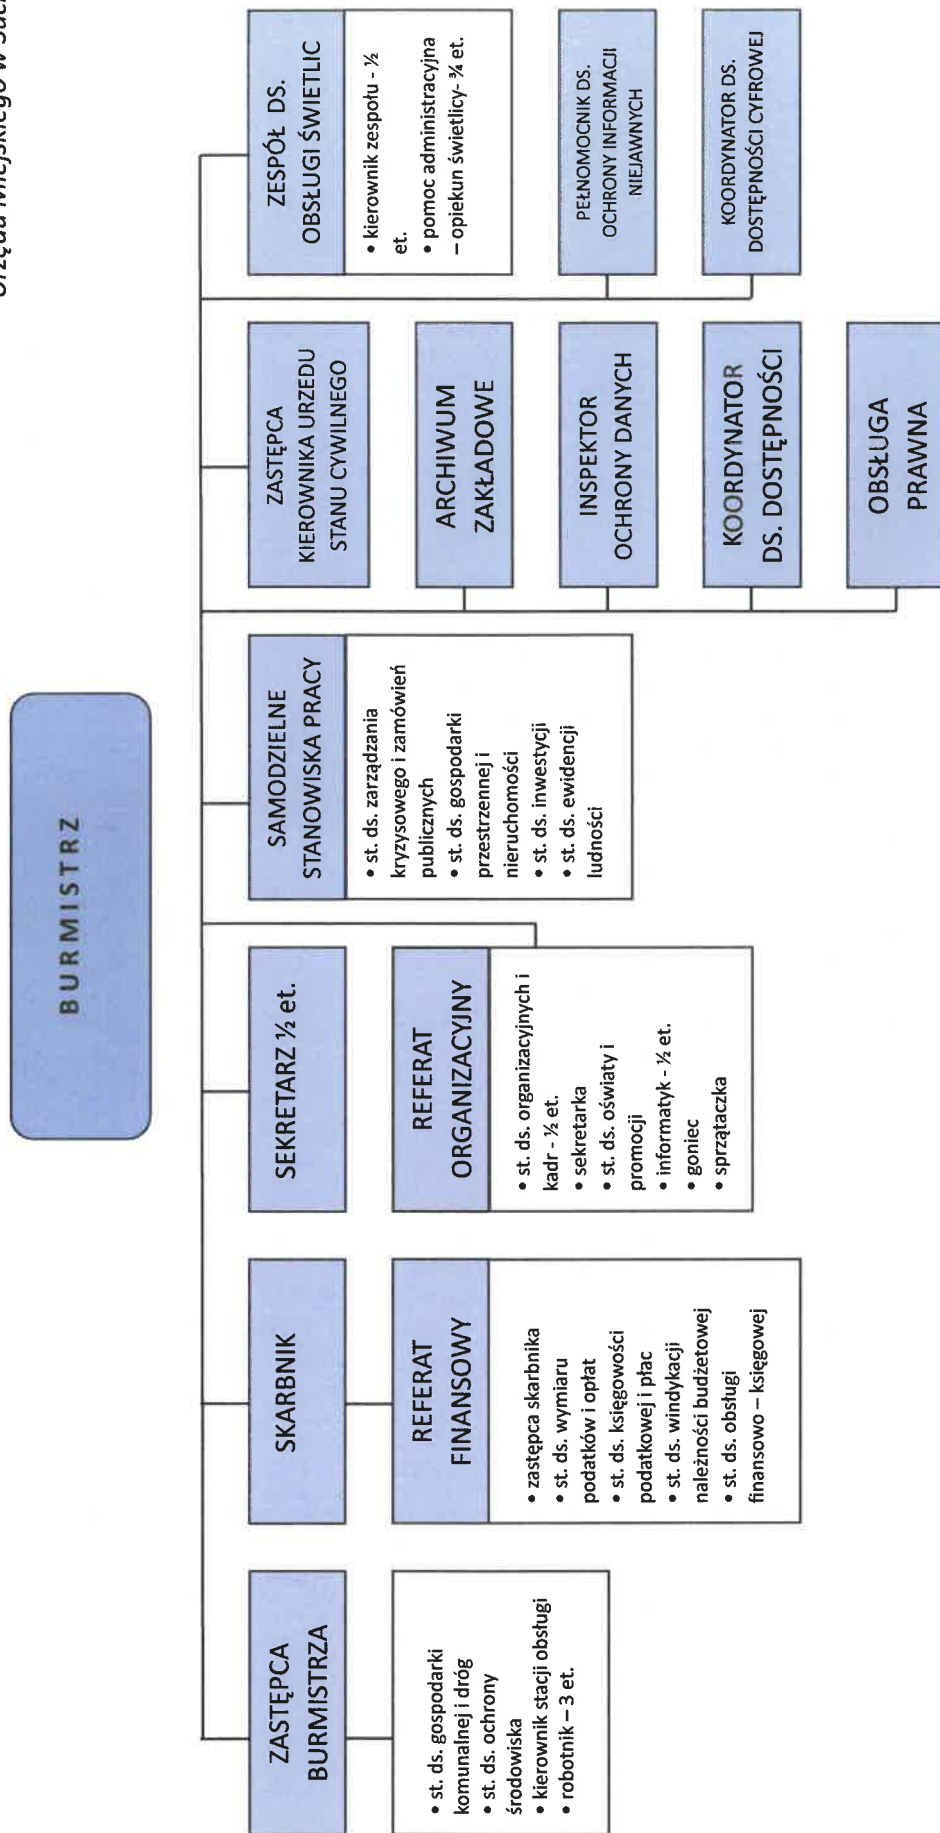 Urzędu Miejskiego w
BURMISTRZ
ZASTĘPCA
BURMISTRZA
• st. ds. gospodarki
komunalnej i dróg
• st. ds. ochrony
środowiska
• kierownik stacji obsługi
• robotnik – 3 et.
SKARBNIK
REFERAT
FINANSOWY
• zastępca skarbnika
• st. ds. wymiaru
podatków i opłat
• st. ds. księgowości
podatkowej i płac
• st. ds. windykacji
należności budżetowej
• st. ds. obsługi
finansowo – księgowej
SEKRETARZ ½ et.
REFERAT
ORGANIZACYJNY
• st. ds. organizacyjnych i
kadr - ½ et.
• sekretarka
• st. ds. oświaty i
promocji
• informatyk - ½ et.
• goniec
• sprzątaczka
SAMODZIELNE
STANOWISKA PRACY
• st. ds. zarządzania
kryzysowego i zamówień
publicznych
• st. ds. gospodarki
przestrzennej i
nieruchomości
• st. ds. inwestycji
• st. ds. ewidencji
ludności
ZASTĘPCA
KIEROWNIKA URZEDU
STANU CYWILNEGO
ARCHIWUM
ZAKŁADOWE
INSPEKTOR
OCHRONY DANYCH
KOORDYNATOR
DS. DOSTĘPNOŚCI
OBSŁUGA
PRAWNA
ZESPÓŁ DS.
OBSŁUGI ŚWIETLIC
• kierownik zespołu - ½
et.
• pomoc administracyjna
– opiekun świetlicy- ¾ et.
PEŁNOMOCNIK DS.
OCHRONY INFORMACJI
NIEJAWNYCH
KOORDYNATOR DS.
DOSTĘPNOŚCI CYFROWEJ